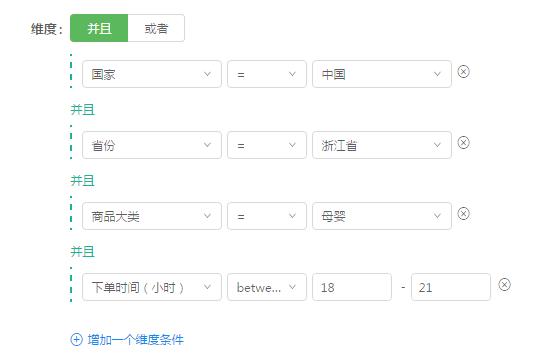 维度： 并且 或者
国家 = 中国
并且
省份 = 浙江省
并且
商品大类 = 母婴
并且
下单时间（小时） betwe... 18 - 21
增加一个维度条件